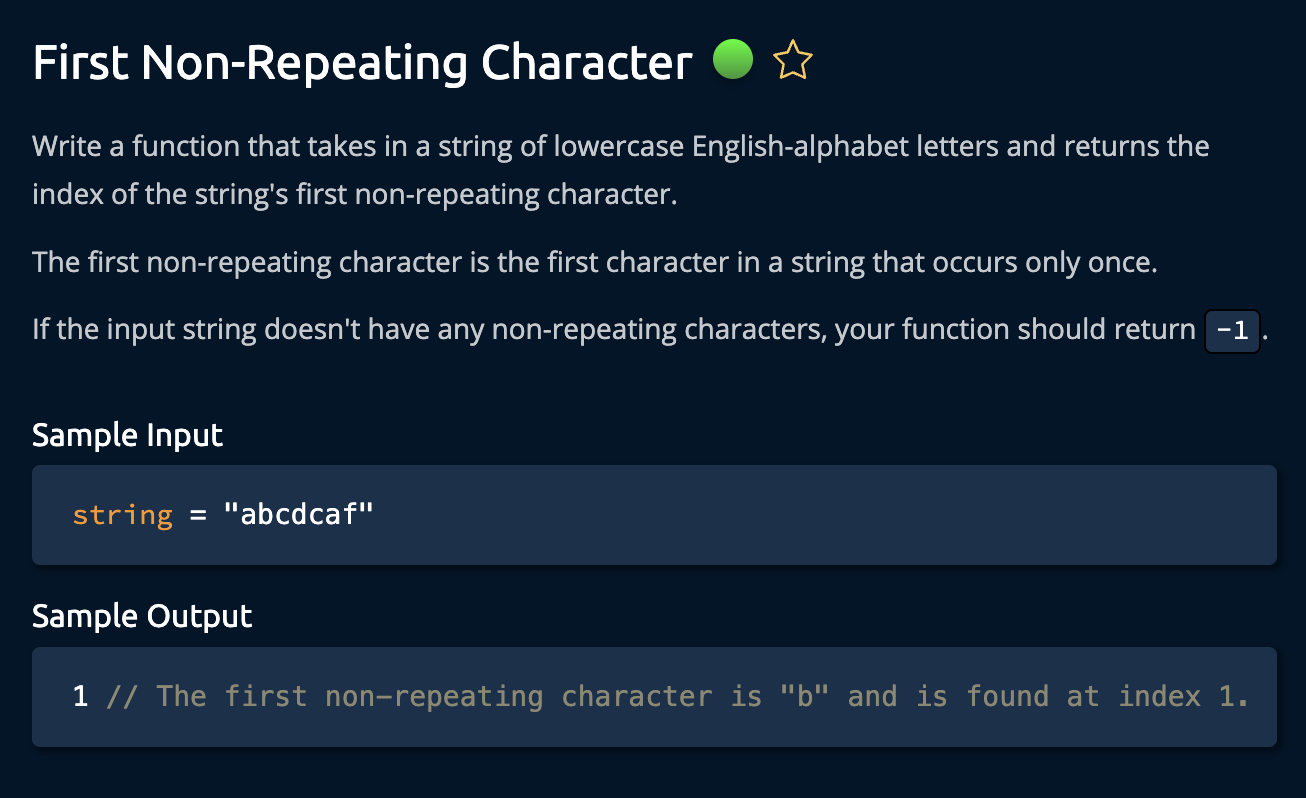 First Non-Repeating Character
Write a function that takes in a string of lowercase English-alphabet letters and returns the
index of the string's first non-repeating character.
The first non-repeating character is the first character in a string that occurs only once.
If the input string doesn't have any non-repeating characters, your function should return -1.
Sample Input
string = "abcdcaf"
Sample Output
1 // The first non-repeating character is "b" and is found at index 1.